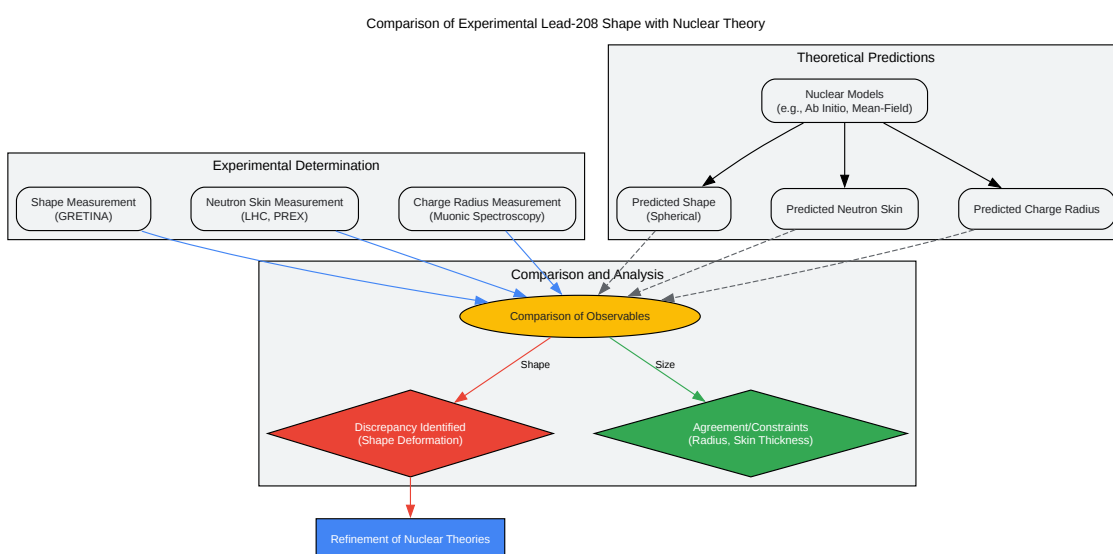 Comparison of Experimental Lead-208 Shape with Nuclear Theory
Theoretical Predictions
Nuclear Models
(e.g., Ab Initio, Mean-Field)
Experimental Determination
Shape Measurement
(GRETINA)
Neutron Skin Measurement
(LHC, PREX)
Charge Radius Measurement
(Muonic Spectroscopy)
Predicted Shape
(Spherical)
Predicted Neutron Skin
Predicted Charge Radius
Comparison and Analysis
Comparison of Observables
Shape
Size
Discrepancy Identified
(Shape Deformation)
Agreement/Constraints
(Radius, Skin Thickness)
Refinement of Nuclear Theories